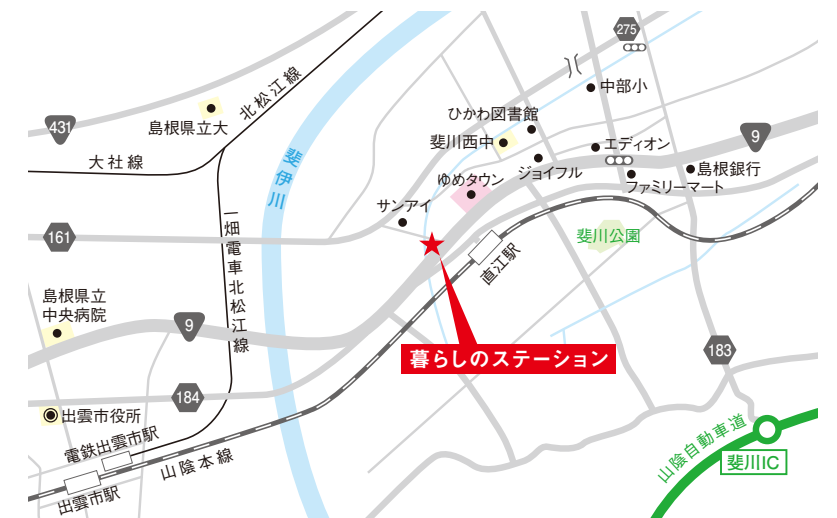 275
中部小
北松江線
431
島根県立大
ひかわ図書館
斐川西中
エディオン
9
大社線
斐伊川
ゆめタウン
ジョイフル
島根銀行
ファミリーマート
サンアイ
161
一畑電車北松江線
直江駅
斐川公園
島根県立
中央病院
9
暮らしのステーション
183
184
出雲市役所
電鉄出雲市駅
山陰本線
出雲市駅
山陰自動車道
斐川IC